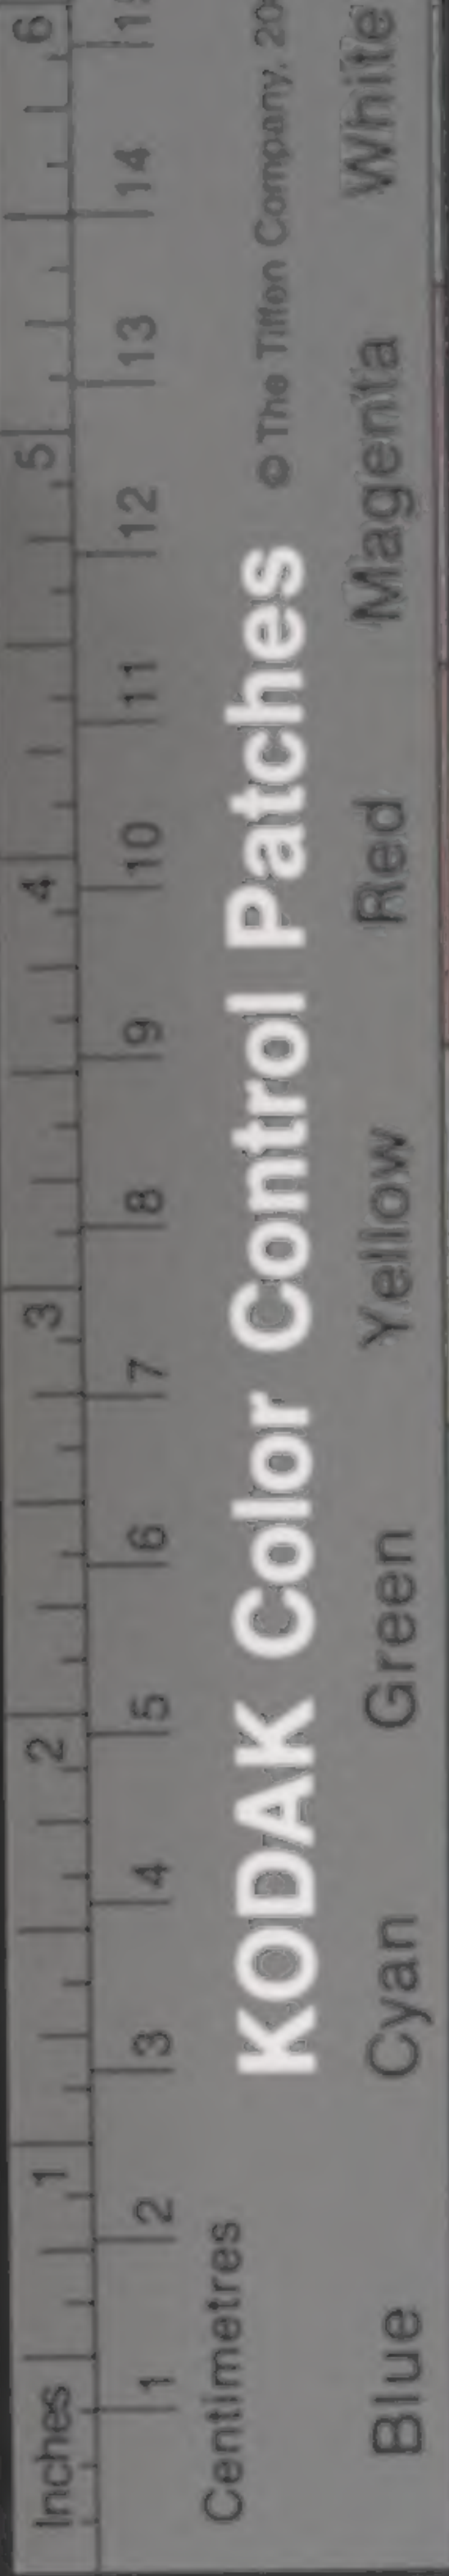 Inches 1 2 3 4 5 6
1 2 3 4 5 6 7 8 9 10 11 12 13 14
Centimetres
KODAK Color Control Patches © The Tiffen Company,
Blue Cyan Green Yellow Red Magenta White